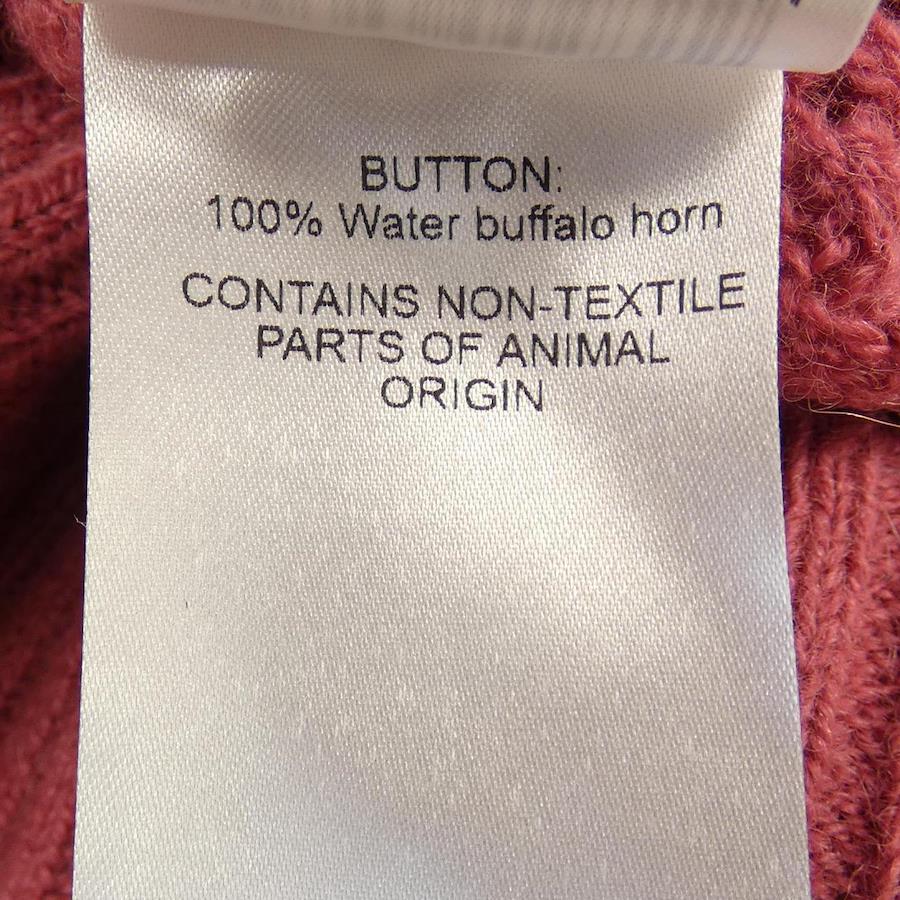 BUTTON:
100% Water buffalo horn
CONTAINS NON-TEXTILE
PARTS OF ANIMAL
ORIGIN